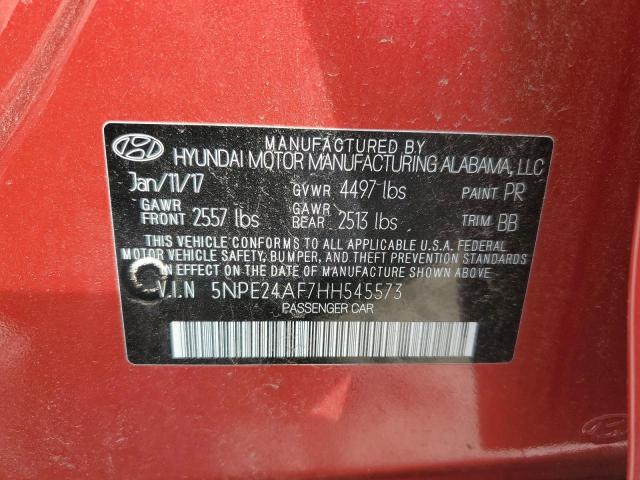 MANUFACTURED BY
HYUNDAI MOTOR MANUFACTURING ALABAMA, LLC
Jan/11/17 GVWR 4497 lbs PAINT PR
GAWR FRONT 2557 lbs GAWR REAR 2513 lbs TRIM BB
THIS VEHICLE CONFORMS TO ALL APPLICABLE U.S.A. FEDERAL
MOTOR VEHICLE SAFETY, BUMPER, AND THEFT PREVENTION STANDARDS
IN EFFECT ON THE DATE OF MANUFACTURE SHOWN ABOVE.
V.I.N 5NPE24AF7HH545573
PASSENGER CAR